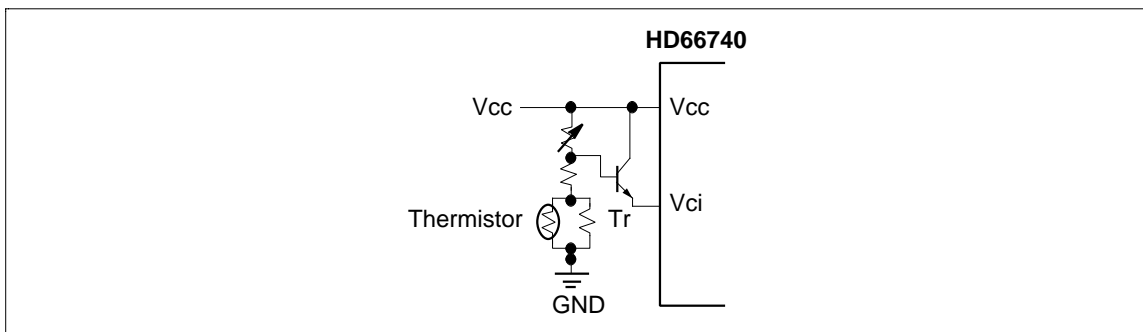 HD66740
Vcc
Vcc
Vci
Thermistor
Tr
GND